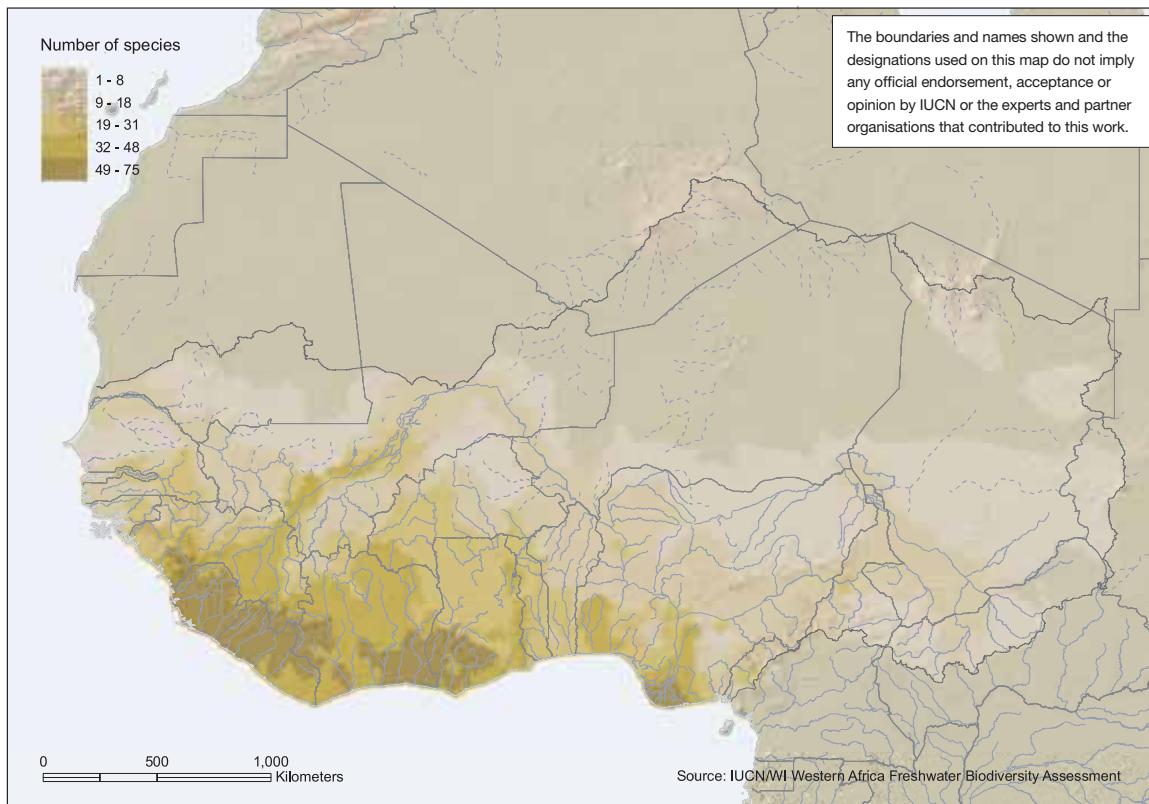 Number of species
1 - 8
9 - 18
19 - 31
32 - 48
49 - 75
The boundaries and names shown and the
designations used on this map do not imply
any official endorsement, acceptance or
opinion by IUCN or the experts and partner
organisations that contributed to this work.
0 500 1,000
Kilometers
Source: IUCN/WI Western Africa Freshwater Biodiversity Assessment